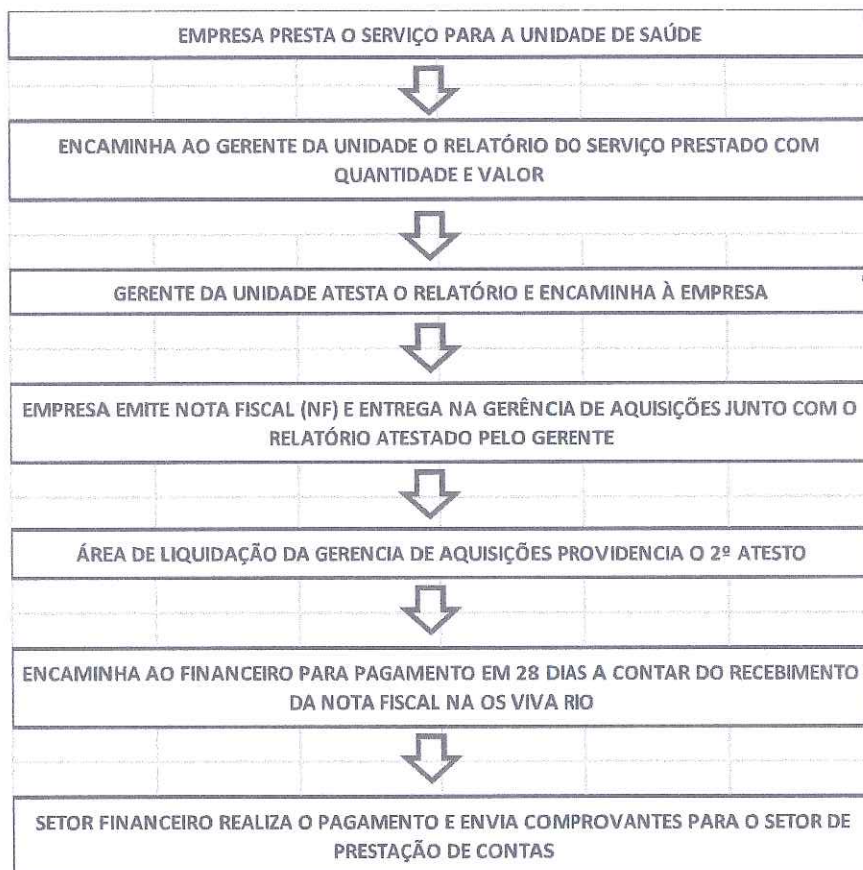 EMPRESA PRESTA O SERVIÇO PARA A UNIDADE DE SAÚDE
ENCAMINHA AO GERENTE DA UNIDADE O RELATÓRIO DO SERVIÇO PRESTADO COM
QUANTIDADE E VALOR
GERENTE DA UNIDADE ATESTA O RELATÓRIO E ENCAMINHA À EMPRESA
EMPRESA EMITE NOTA FISCAL (NF) E ENTREGA NA GERÊNCIA DE AQUISIÇÕES JUNTO COM O
RELATÓRIO ATESTADO PELO GERENTE
ÁREA DE LIQUIDAÇÃO DA GERENCIA DE AQUISIÇÕES PROVIDENCIA O 2º ATESTO
ENCAMINHA AO FINANCEIRO PARA PAGAMENTO EM 28 DIAS A CONTAR DO RECEBIMENTO
DA NOTA FISCAL NA OS VIVA RIO
SETOR FINANCEIRO REALIZA O PAGAMENTO E ENVIA COMPROVANTES PARA O SETOR DE
PRESTAÇÃO DE CONTAS